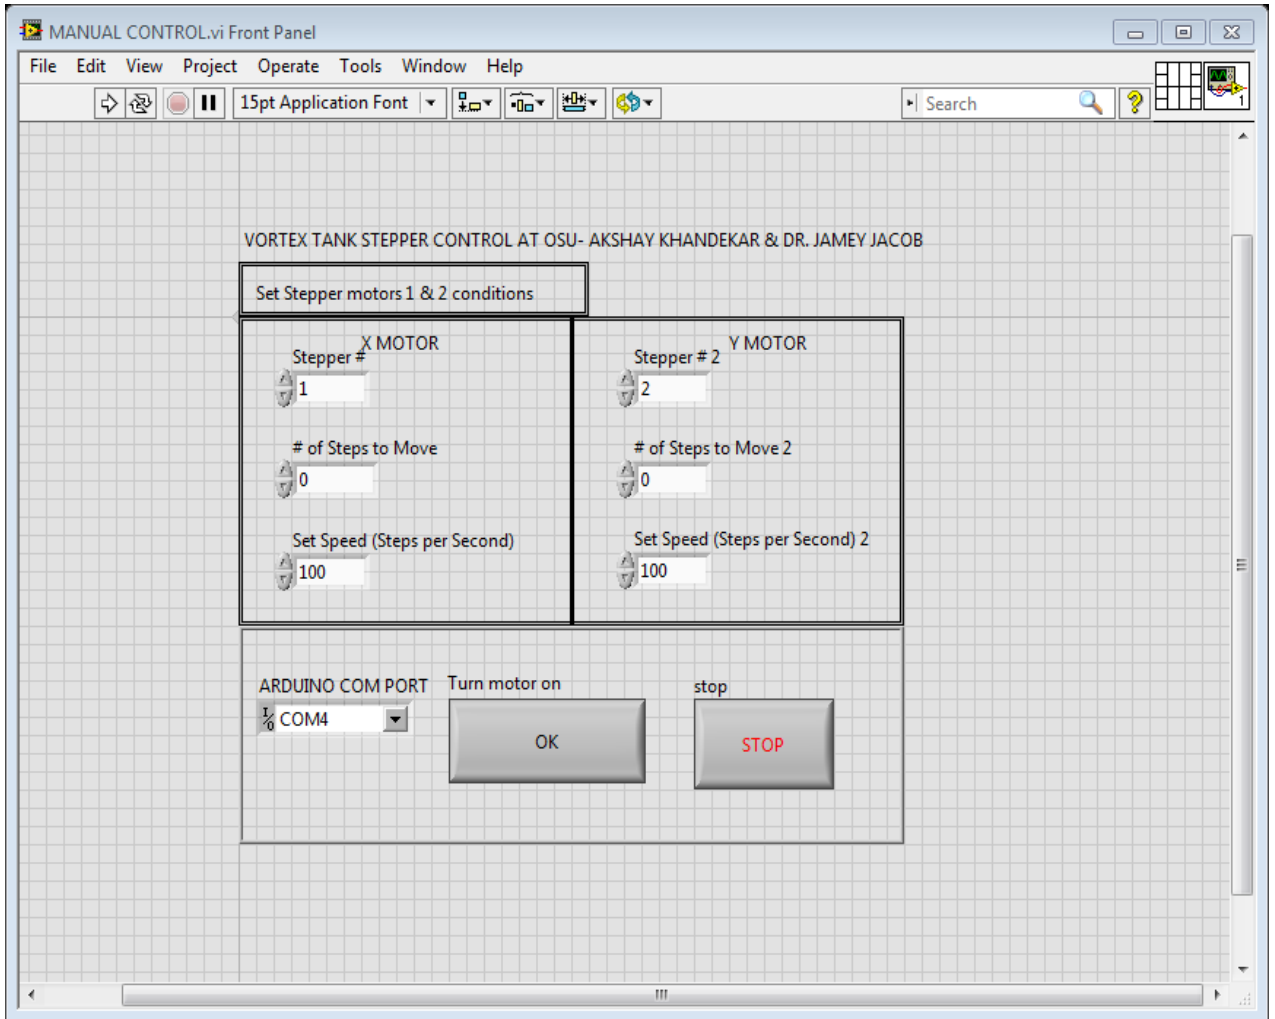 MANUAL CONTROL.vi Front Panel
File Edit View Project Operate Tools Window Help
15pt Application Font
Search
1
VORTEX TANK STEPPER CONTROL AT OSU- AKSHAY KHANDEKAR & DR. JAMEY JACOB
Set Stepper motors 1 & 2 conditions
X MOTOR
Stepper #
1
# of Steps to Move
0
Set Speed (Steps per Second)
100
Y MOTOR
Stepper # 2
2
# of Steps to Move 2
0
Set Speed (Steps per Second) 2
100
ARDUINO COM PORT
I/O COM4
Turn motor on
OK
stop
STOP